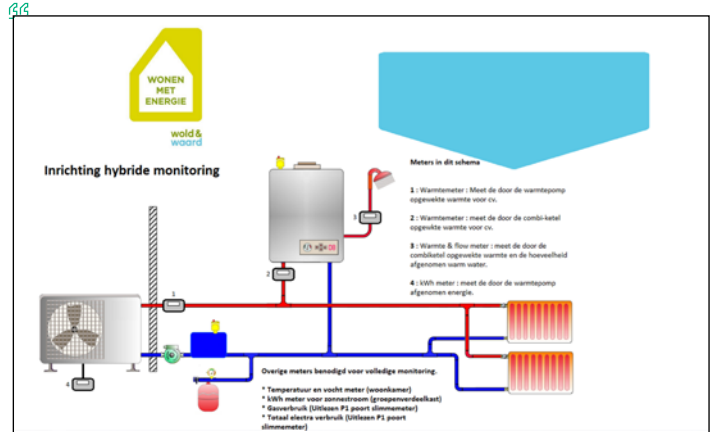 WONEN
MET
ENERGIE
wold &
waard
Inrichting hybride monitoring
Meters in dit schema
1 : Warmtemeter : Meet de door de warmtepomp
opgewekte warmte voor cv.
2 : Warmtemeter : meet de door de combi-ketel
opgewkte warmte voor cv.
3 : Warmte & flow meter : meet de door de
combiketel opgewekte warmte en de hoeveelheid
afgenomen warm water.
4 : kWh meter : meet de door de warmtepomp
afgenomen energie.
3
2
1
4
Overige meters benodigd voor volledige monitoring.
* Temperatuur en vocht meter (woonkamer)
* kWh meter voor zonnestroom (groepenverdeelkast)
* Gasverbruik (Uitlezen P1 poort slimmemeter)
* Totaal electra verbruik (Uitlezen P1 poort
slimmemeter)